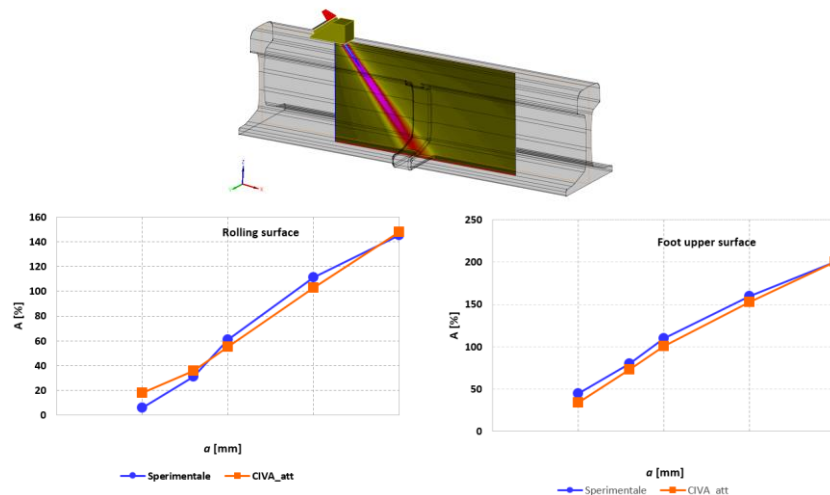 160
140
120
100
80
60
40
20
0
A [%]
Rolling surface
a [mm]
Sperimentale
CIVA_att
250
200
150
100
50
0
A [%]
Foot upper surface
a [mm]
Sperimentale
CIVA_att